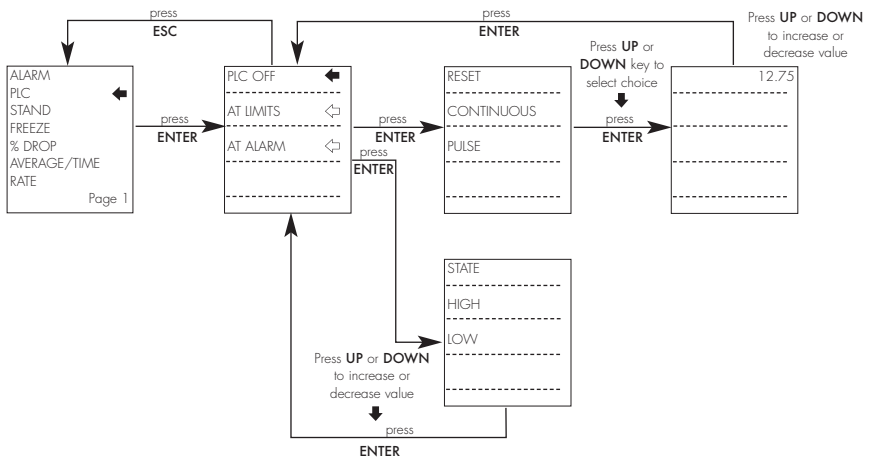 press
ESC
press
ENTER
Press UP or DOWN
to increase or
decrease value
Press UP or
DOWN key to
select choice
ALARM
PLC
STAND
FREEZE
% DROP
AVERAGE/TIME
RATE
Page 1
press
ENTER
PLC OFF
AT LIMITS
AT ALARM
press
ENTER
press
ENTER
RESET
CONTINUOUS
PULSE
press
ENTER
12.75
STATE
HIGH
LOW
Press UP or DOWN
to increase or
decrease value
press
ENTER